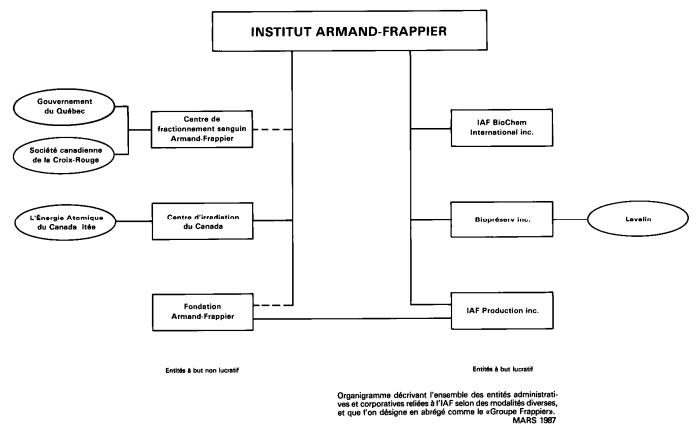 INSTITUT ARMAND-FRAPPIER
Gouvernement
du Québec
Société canadienne
de la Croix-Rouge
Centre de
fractionnement sanguin
Armand-Frappier
IAF BioChem
International inc.
L'Énergie Atomique
du Canada ltée
Centre d'irradiation
du Canada
Biopréserv inc.
Lavalin
Fondation
Armand-Frappier
IAF Production inc.
Entités à but non lucratif
Entités à but lucratif
Organigramme décrivant l'ensemble des entités administrati-
ves et corporatives reliées à l'IAF selon des modalités diverses,
et que l'on désigne en abrégé comme le «Groupe Frappier».
MARS 1987